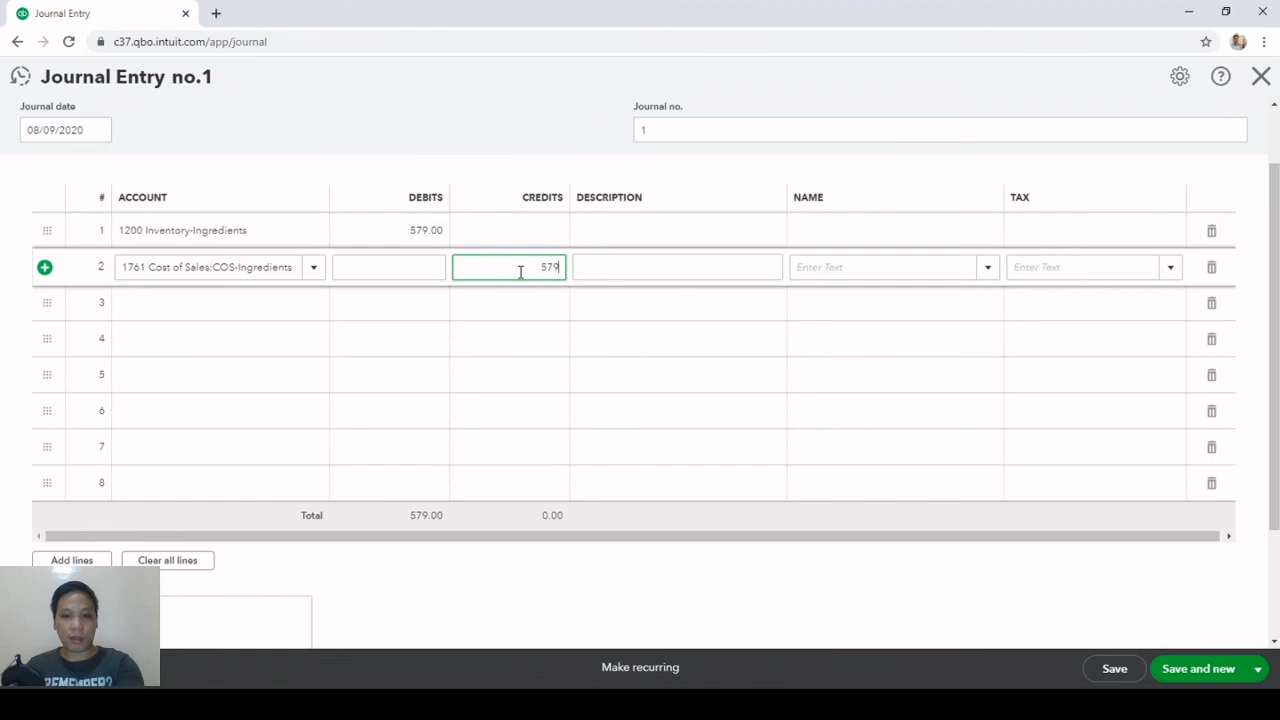 Journal Entry
c37.qbo.intuit.com/app/journal
Journal Entry no.1
Journal date
Journal no.
08/09/2020
1
# ACCOUNT DEBITS CREDITS DESCRIPTION NAME TAX
1 1200 Inventory-Ingredients 579.00
2 1761 Cost of Sales:COS-Ingredients 579 Enter Text Enter Text
3
4
5
6
7
8
Total 579.00 0.00
Add lines Clear all lines
REMEMBER?
Make recurring Save Save and new